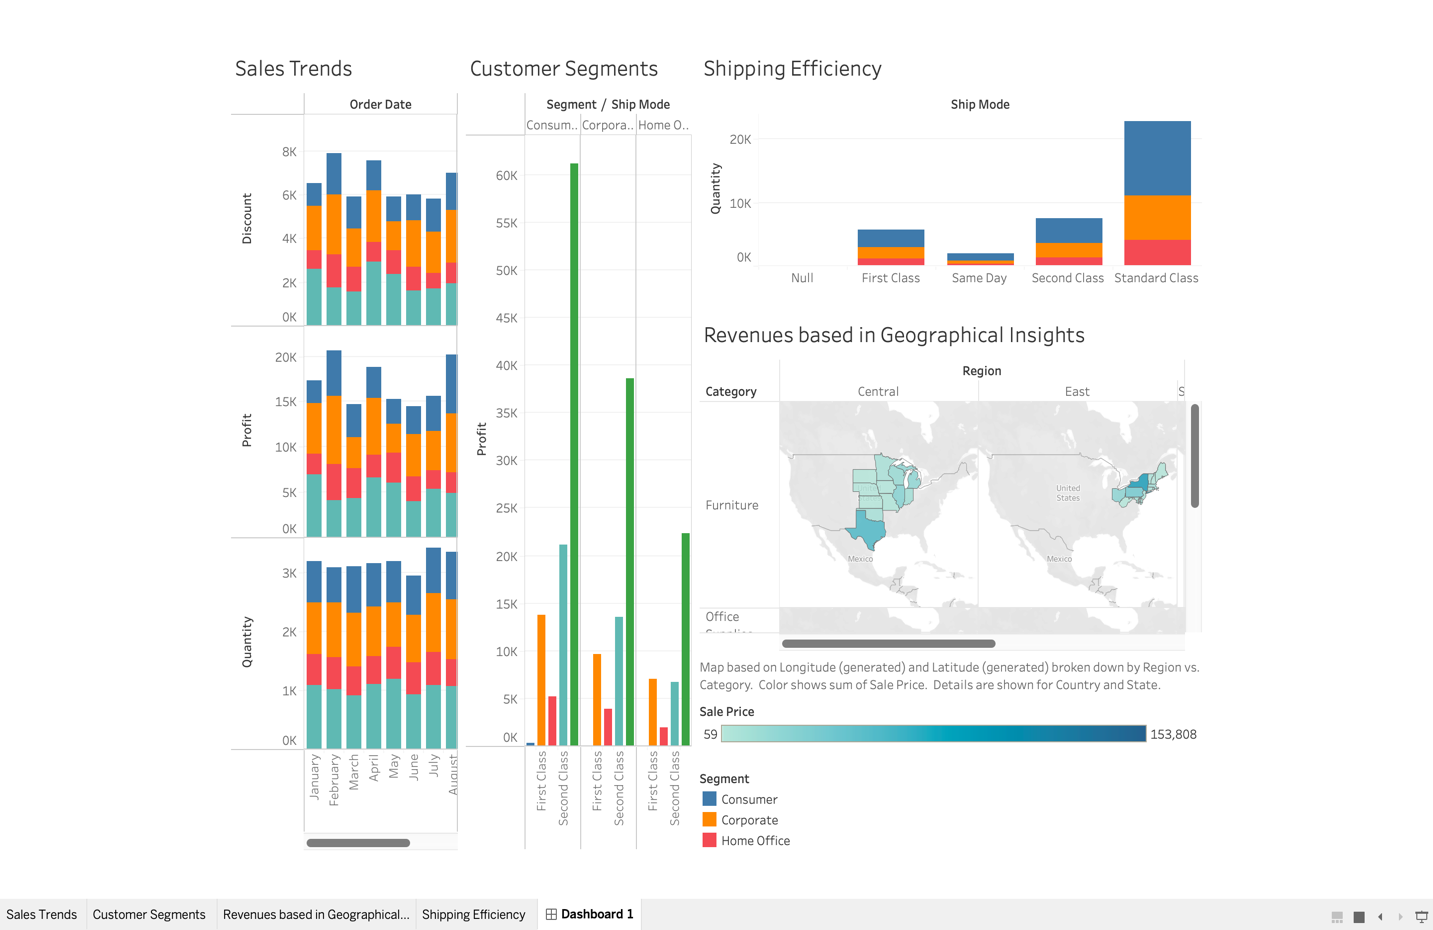 Sales Trends
Customer Segments
Shipping Efficiency
Order Date
Discount
8K
6K
4K
2K
0K
Profit
20K
15K
10K
5K
0K
Quantity
3K
2K
1K
0K
January
February
March
April
May
June
July
August
Segment / Ship Mode
Consum..
Corpora..
Home O..
Profit
60K
55K
50K
45K
40K
35K
30K
25K
20K
15K
10K
5K
0K
First Class
Second Class
First Class
Second Class
First Class
Second Class
Ship Mode
Quantity
20K
10K
0K
Null
First Class
Same Day
Second Class
Standard Class
Revenues based in Geographical Insights
Region
Category
Central
East
S
Furniture
United
States
Mexico
Mexico
Office
Supplies
Map based on Longitude (generated) and Latitude (generated) broken down by Region vs.
Category. Color shows sum of Sale Price. Details are shown for Country and State.
Sale Price
59
153,808
Segment
Consumer
Corporate
Home Office
Sales Trends
Customer Segments
Revenues based in Geographical...
Shipping Efficiency
Dashboard 1